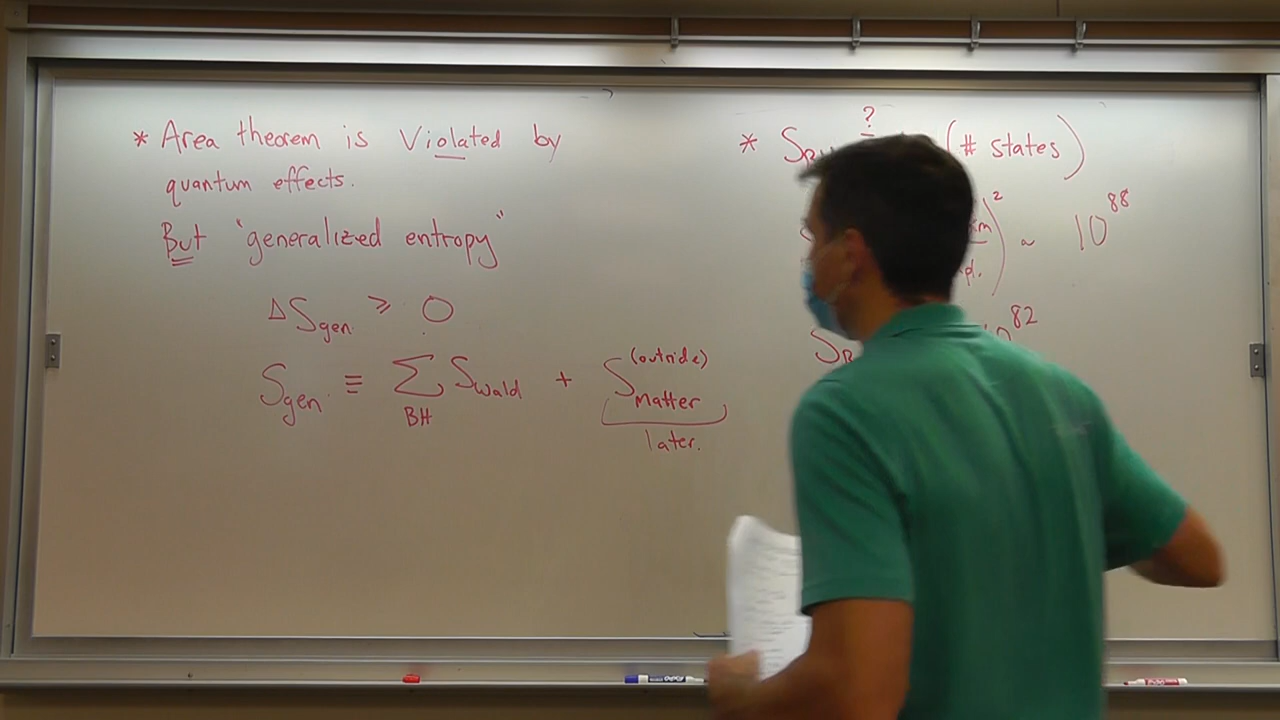 * Area theorem is Violated by
quantum effects.
But "generalized entropy"
ΔS_gen ≥ 0
S_gen ≡ Σ_BH S_Wald + S_matter^(outside)
later.
* S ? (# states)
)² ~ 10^88
S 82